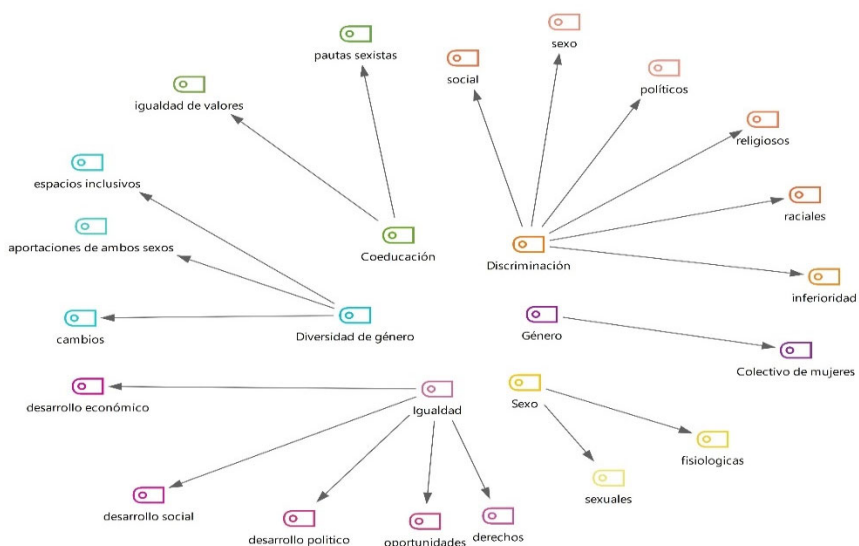 sexo
pautas sexistas
social
políticos
igualdad de valores
religiosos
espacios inclusivos
raciales
aportaciones de ambos sexos
Coeducación
Discriminación
inferioridad
cambios
Diversidad de género
Género
Colectivo de mujeres
desarrollo económico
Igualdad
Sexo
fisiologicas
sexuales
desarrollo social
desarrollo politico
oportunidades
derechos